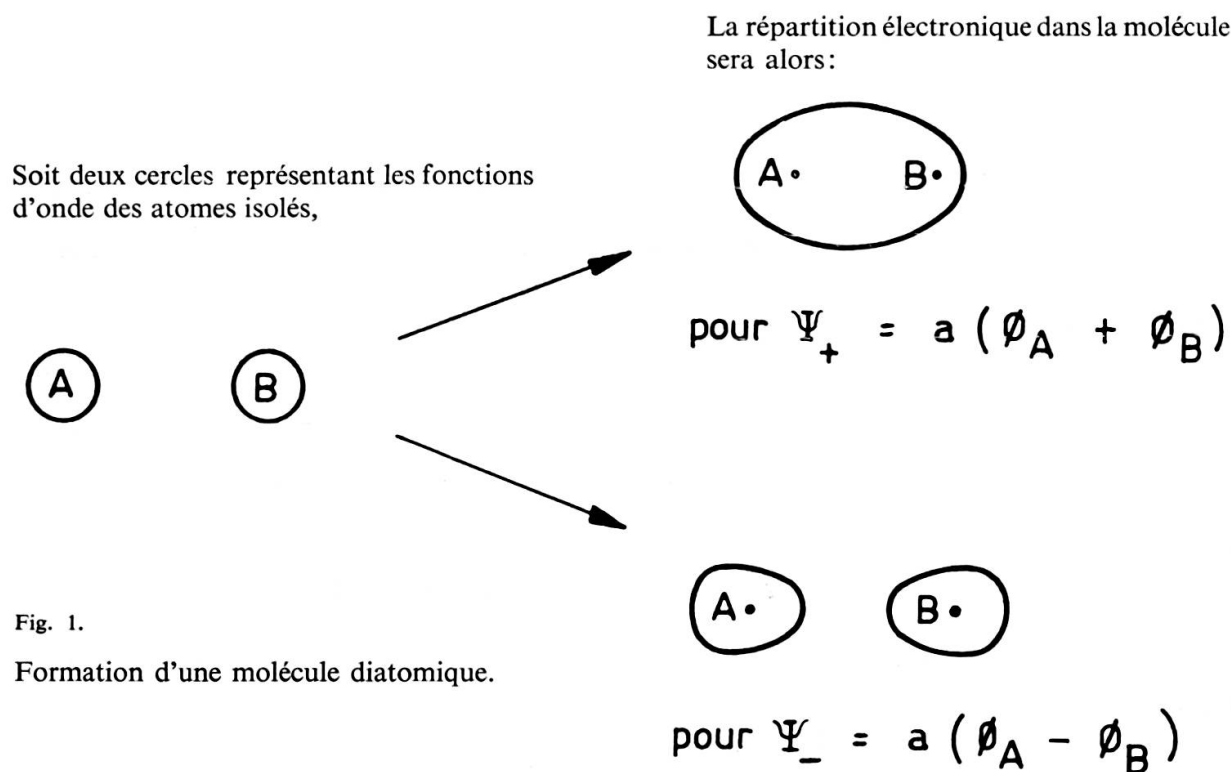 La répartition électronique dans la molécule
sera alors:
A B
Soit deux cercles représentant les fonctions
d'onde des atomes isolés,
pour Ψ₊ = a (ØA + ØB)
A B
A B
Fig. 1.
Formation d'une molécule diatomique.
pour Ψ₋ = a (ØA − ØB)